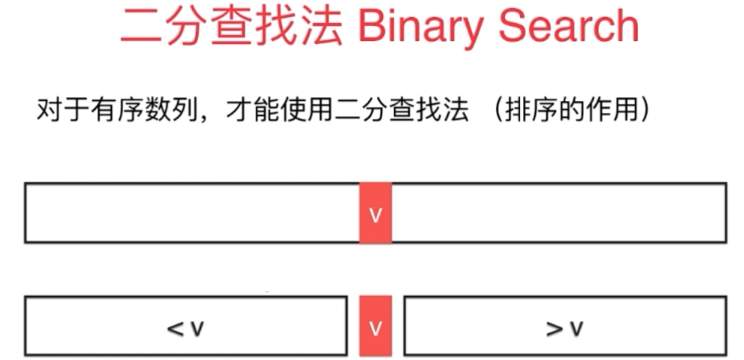 二分查找法 Binary Search
对于有序数列，才能使用二分查找法 （排序的作用）
v
< v v > v